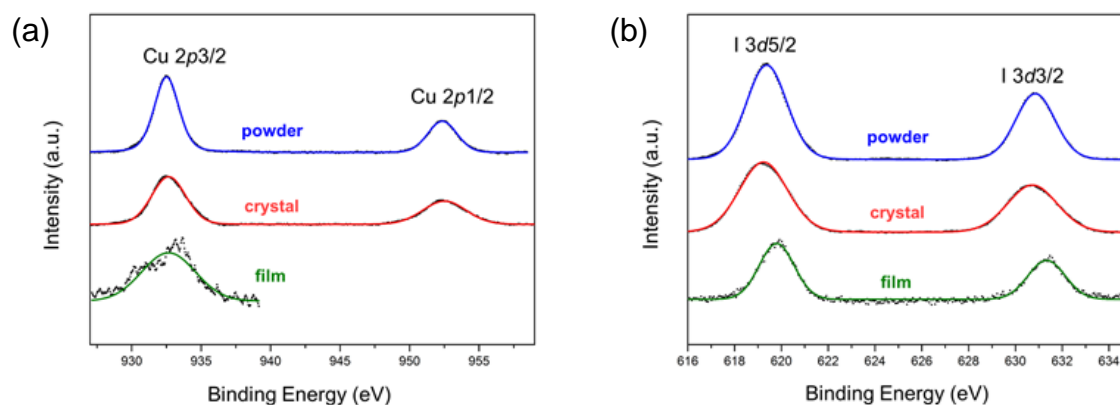 (a)
Cu 2p3/2
Cu 2p1/2
powder
crystal
film
Intensity (a.u.)
930 935 940 945 950 955
Binding Energy (eV)
(b)
I 3d5/2
I 3d3/2
powder
crystal
film
Intensity (a.u.)
616 618 620 622 624 626 628 630 632 634
Binding Energy (eV)